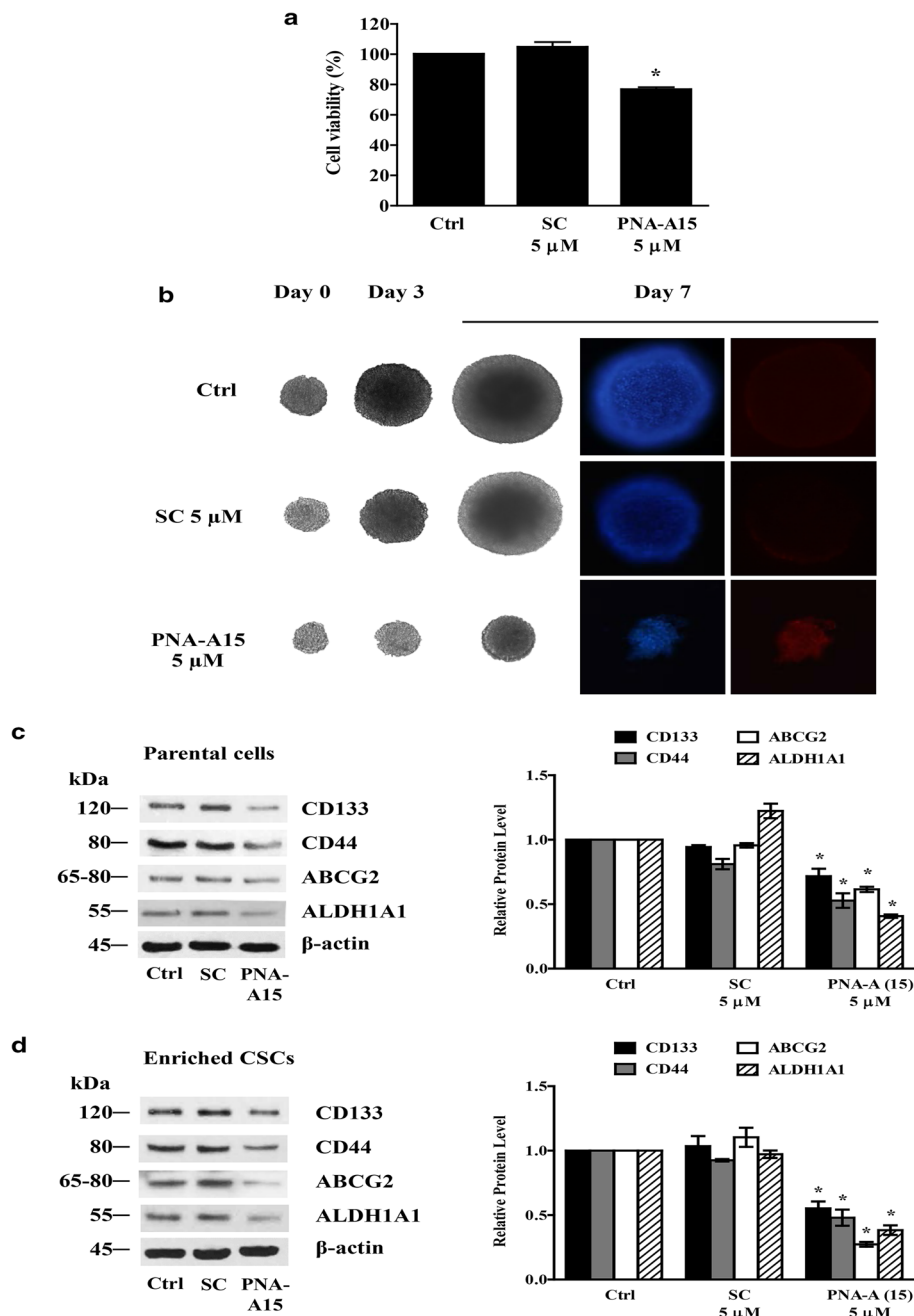 a
Cell viability (%)
120
100
80
60
40
20
0
*
Ctrl
SC
5 μM
PNA-A15
5 μM
b
Day 0
Day 3
Day 7
Ctrl
SC 5 μM
PNA-A15
5 μM
c
Parental cells
kDa
120
CD133
80
CD44
65-80
ABCG2
55
ALDH1A1
45
β-actin
Ctrl
SC
PNA-
A15
CD133
ABCG2
CD44
ALDH1A1
Relative Protein Level
1.5
1.0
0.5
0.0
*
*
*
*
Ctrl
SC
5 μM
PNA-A (15)
5 μM
d
Enriched CSCs
kDa
120
CD133
80
CD44
65-80
ABCG2
55
ALDH1A1
45
β-actin
Ctrl
SC
PNA-
A15
CD133
ABCG2
CD44
ALDH1A1
Relative Protein Level
1.5
1.0
0.5
0.0
*
*
*
*
Ctrl
SC
5 μM
PNA-A (15)
5 μM